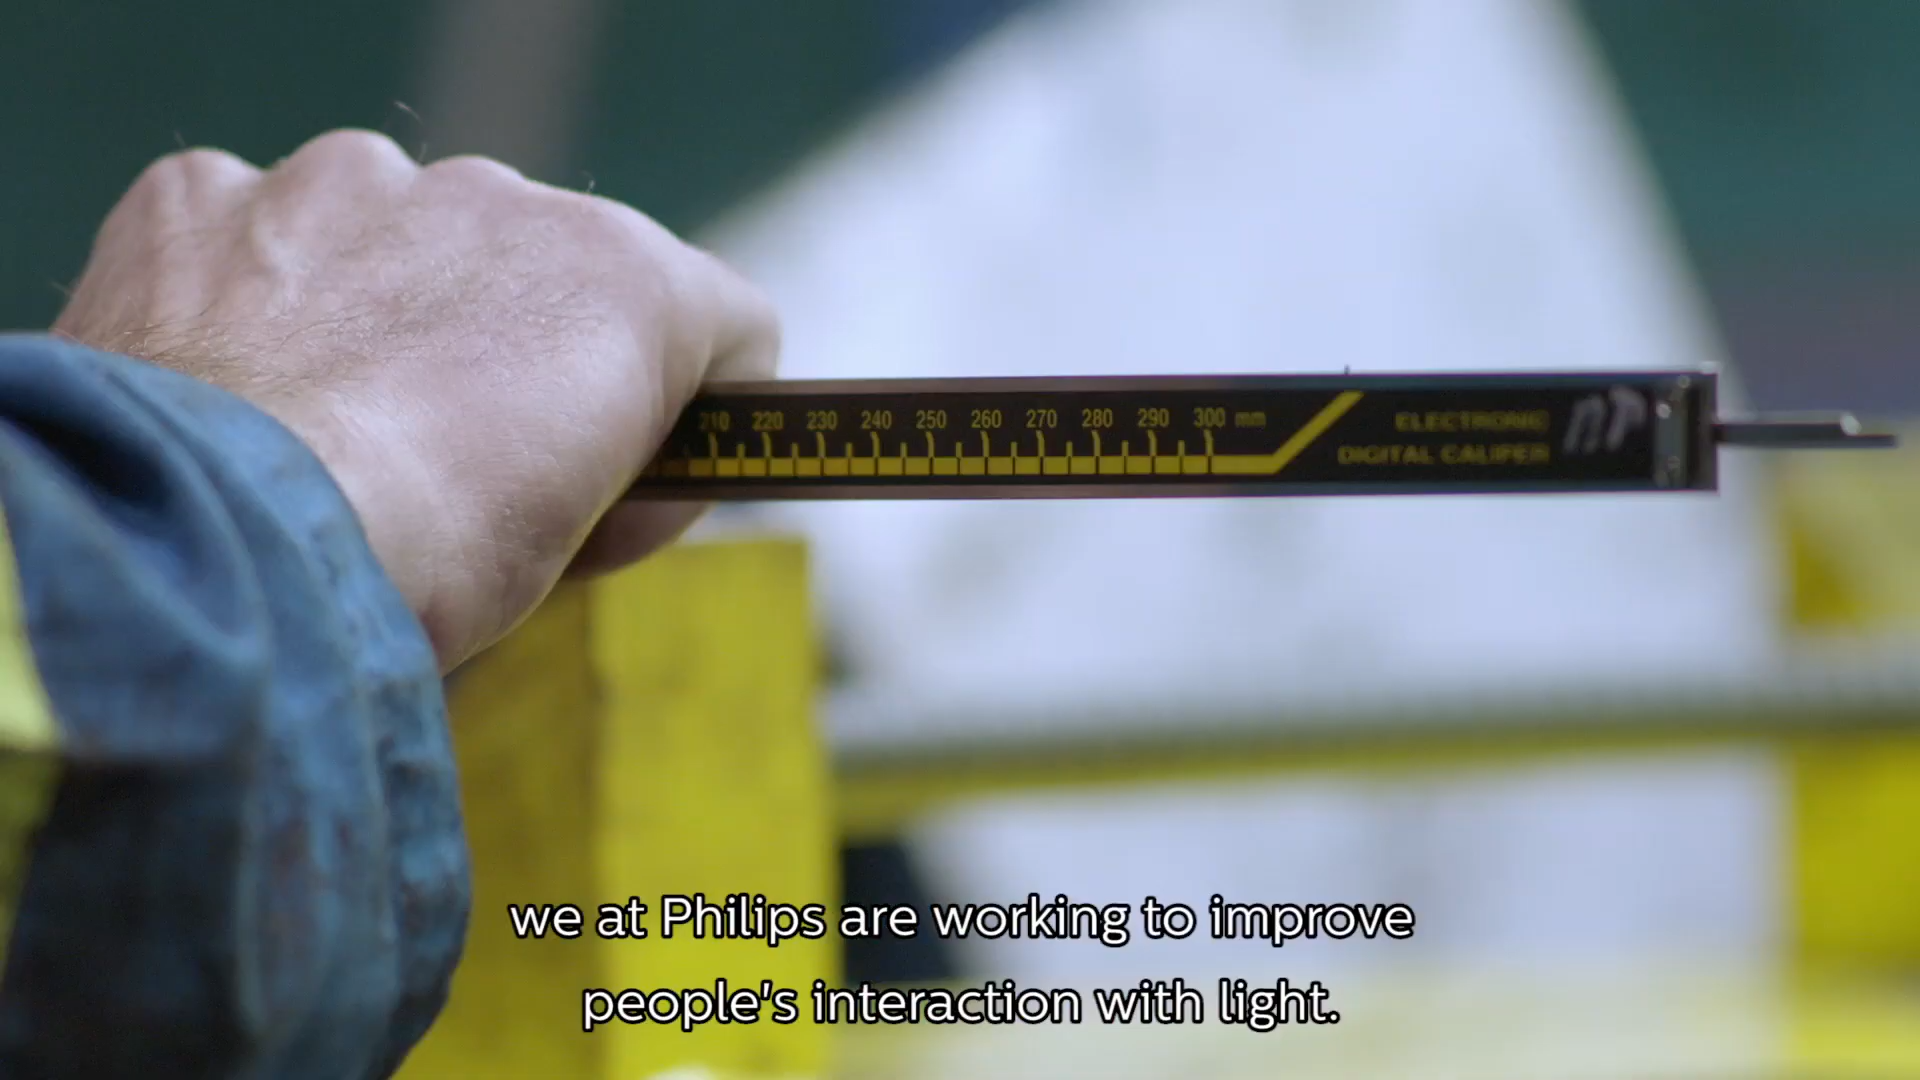 210 220 230 240 250 260 270 280 290 300 mm
ELECTRONIC
DIGITAL CALIPER
we at Philips are working to improve
people's interaction with light.